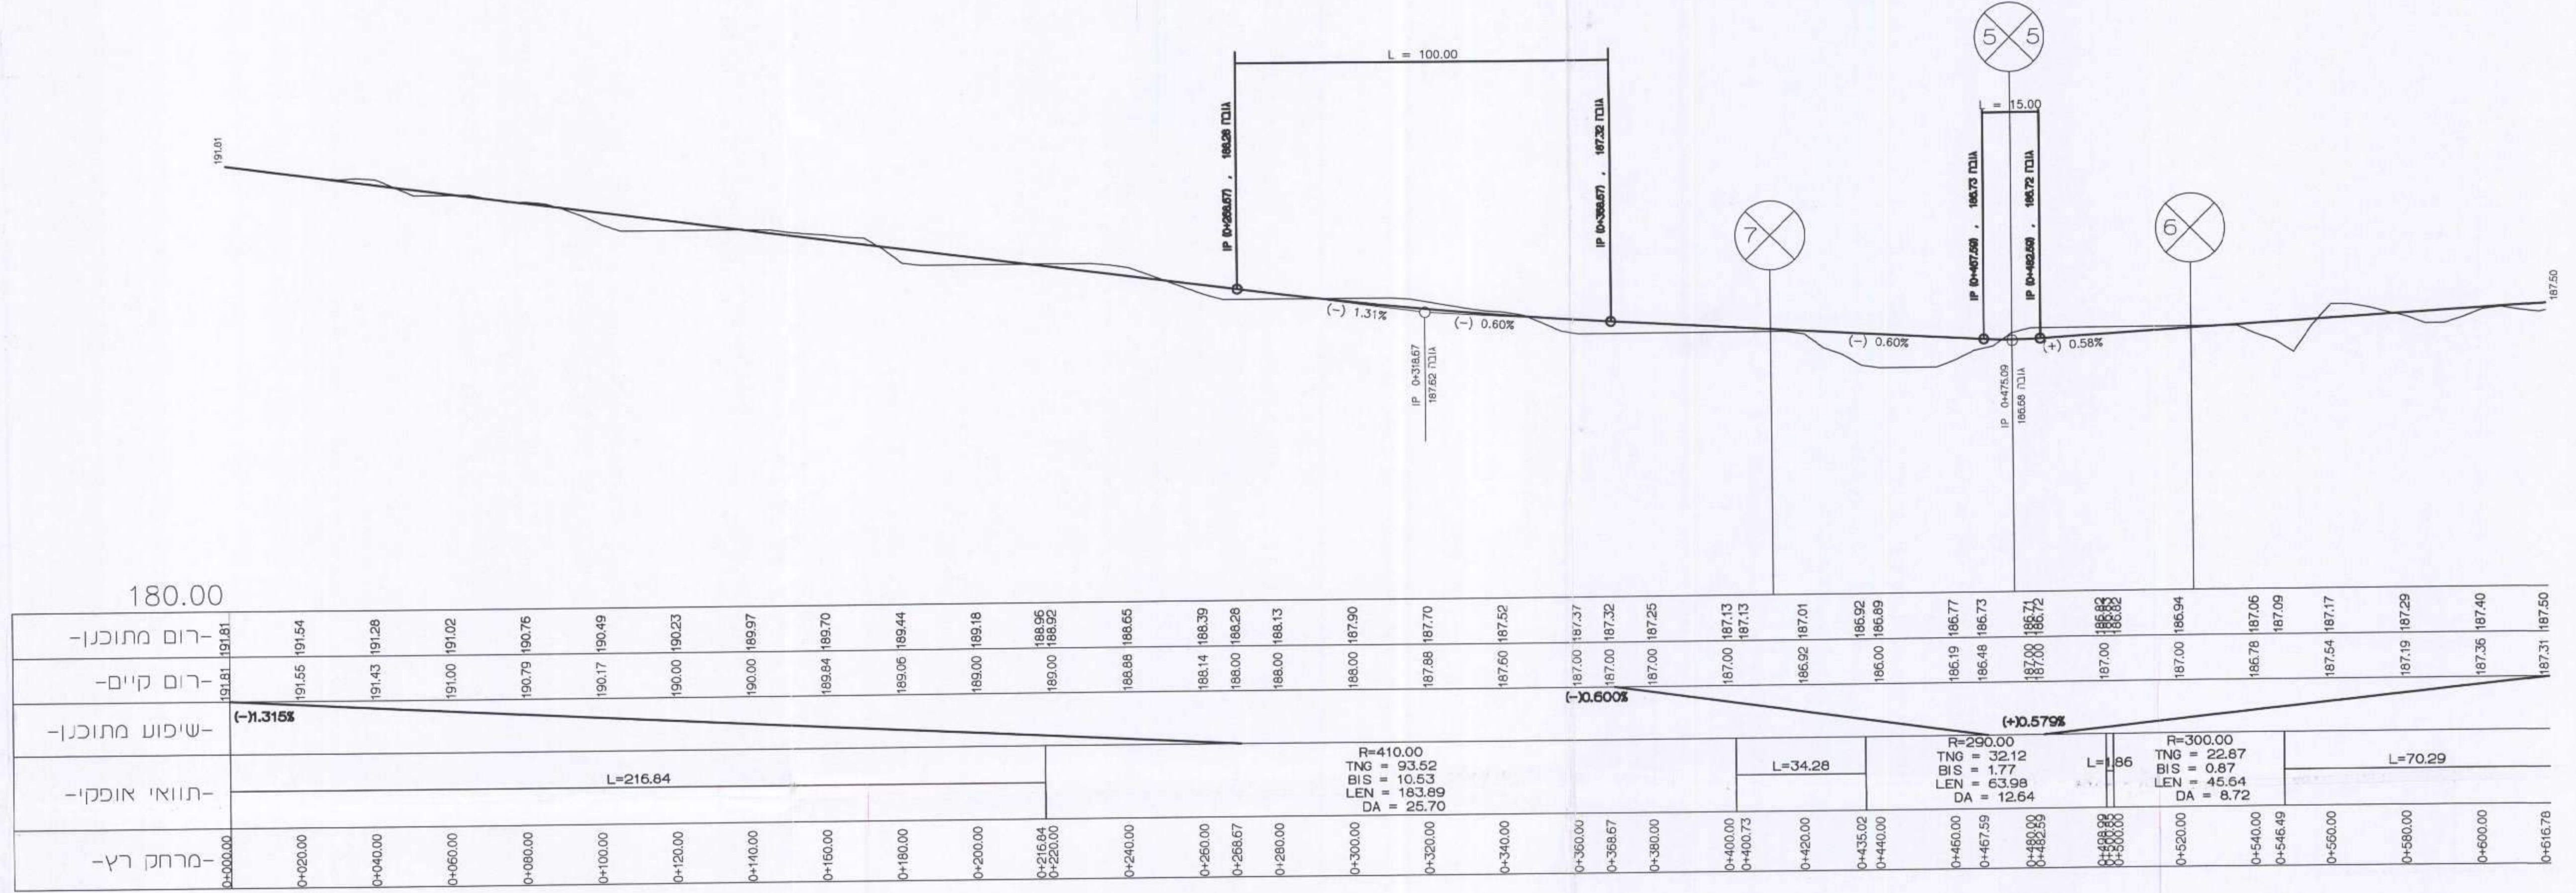 5 5
L = 100.00
L = 15.00
191.81
IP (0+268.67) , 188.28 גובה
IP (0+368.67) , 187.32 גובה
IP (0+467.59) , 186.73 גובה
IP (0+482.59) , 186.72 גובה
7
6
187.50
(-) 1.31%
(-) 0.60%
(-) 0.60%
(+) 0.58%
IP 0+318.67
187.62 גובה
IP 0+475.09
186.68 גובה
180.00
-רום מתוכנן-
191.81 191.54 191.28 191.02 190.76 190.49 190.23 189.97 189.70 189.44 189.18 188.96 188.92 188.65 188.39 188.28 188.13 187.90 187.70 187.52 187.37 187.32 187.25 187.13 187.13 187.01 186.92 186.89 186.77 186.73 186.71 186.72 186.82 186.82 186.94 187.06 187.09 187.17 187.29 187.40 187.50
-רום קיים-
191.81 191.55 191.43 191.00 190.79 190.17 190.00 190.00 189.84 189.06 189.00 189.00 188.88 188.14 188.00 188.00 188.00 187.88 187.60 187.00 187.00 187.00 187.00 186.92 186.00 186.19 186.48 187.00 187.00 187.00 187.00 186.78 187.54 187.19 187.36 187.31
-שיפוע מתוכנן-
(-)1.315%
(-)0.600%
(+)0.579%
-תוואי אופקי-
L=216.84
R=410.00
TNG = 93.52
BIS = 10.53
LEN = 183.89
DA = 25.70
L=34.28
R=290.00
TNG = 32.12
BIS = 1.77
LEN = 63.98
DA = 12.64
L=1.86
R=300.00
TNG = 22.87
BIS = 0.87
LEN = 45.64
DA = 8.72
L=70.29
-מרחק רץ-
0+000.00 0+020.00 0+040.00 0+060.00 0+080.00 0+100.00 0+120.00 0+140.00 0+160.00 0+180.00 0+200.00 0+216.84 0+220.00 0+240.00 0+260.00 0+268.67 0+280.00 0+300.00 0+320.00 0+340.00 0+360.00 0+368.67 0+380.00 0+400.00 0+400.73 0+420.00 0+435.02 0+440.00 0+460.00 0+467.59 0+480.00 0+482.59 0+500.00 0+520.00 0+540.00 0+546.49 0+560.00 0+580.00 0+600.00 0+616.78